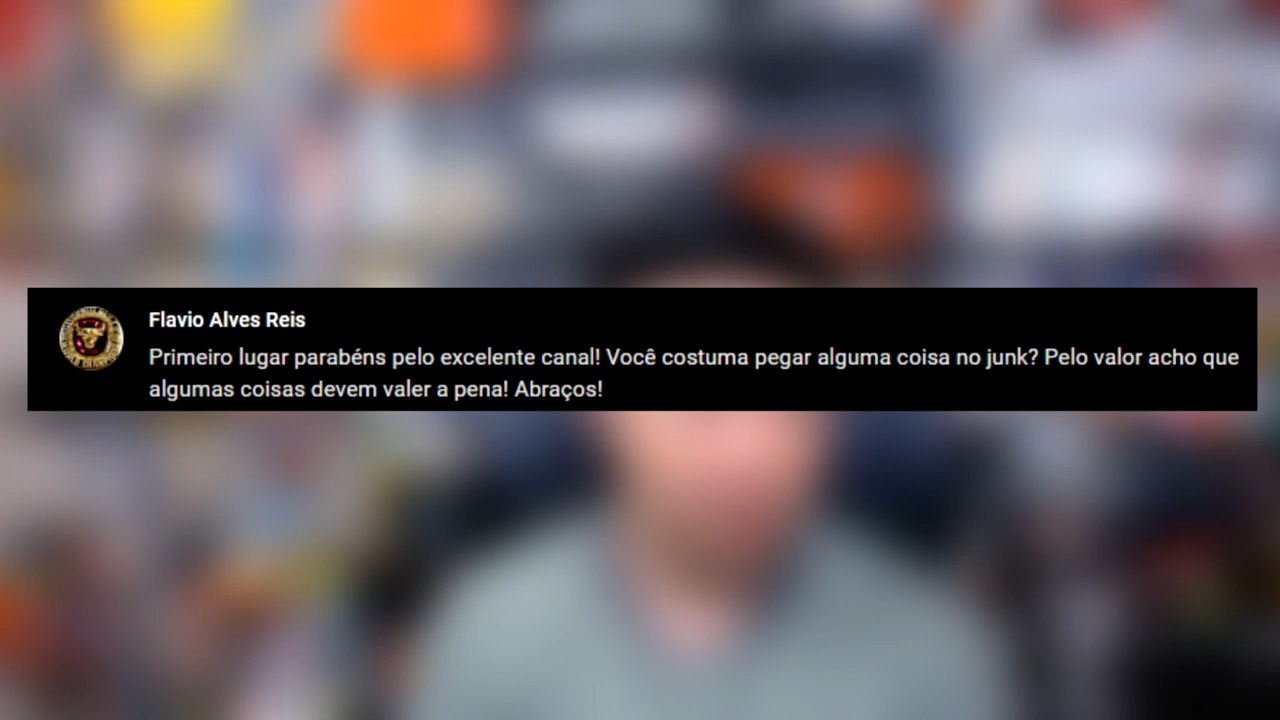 Flavio Alves Reis
Primeiro lugar parabéns pelo excelente canal! Você costuma pegar alguma coisa no junk? Pelo valor acho que
algumas coisas devem valer a pena! Abraços!